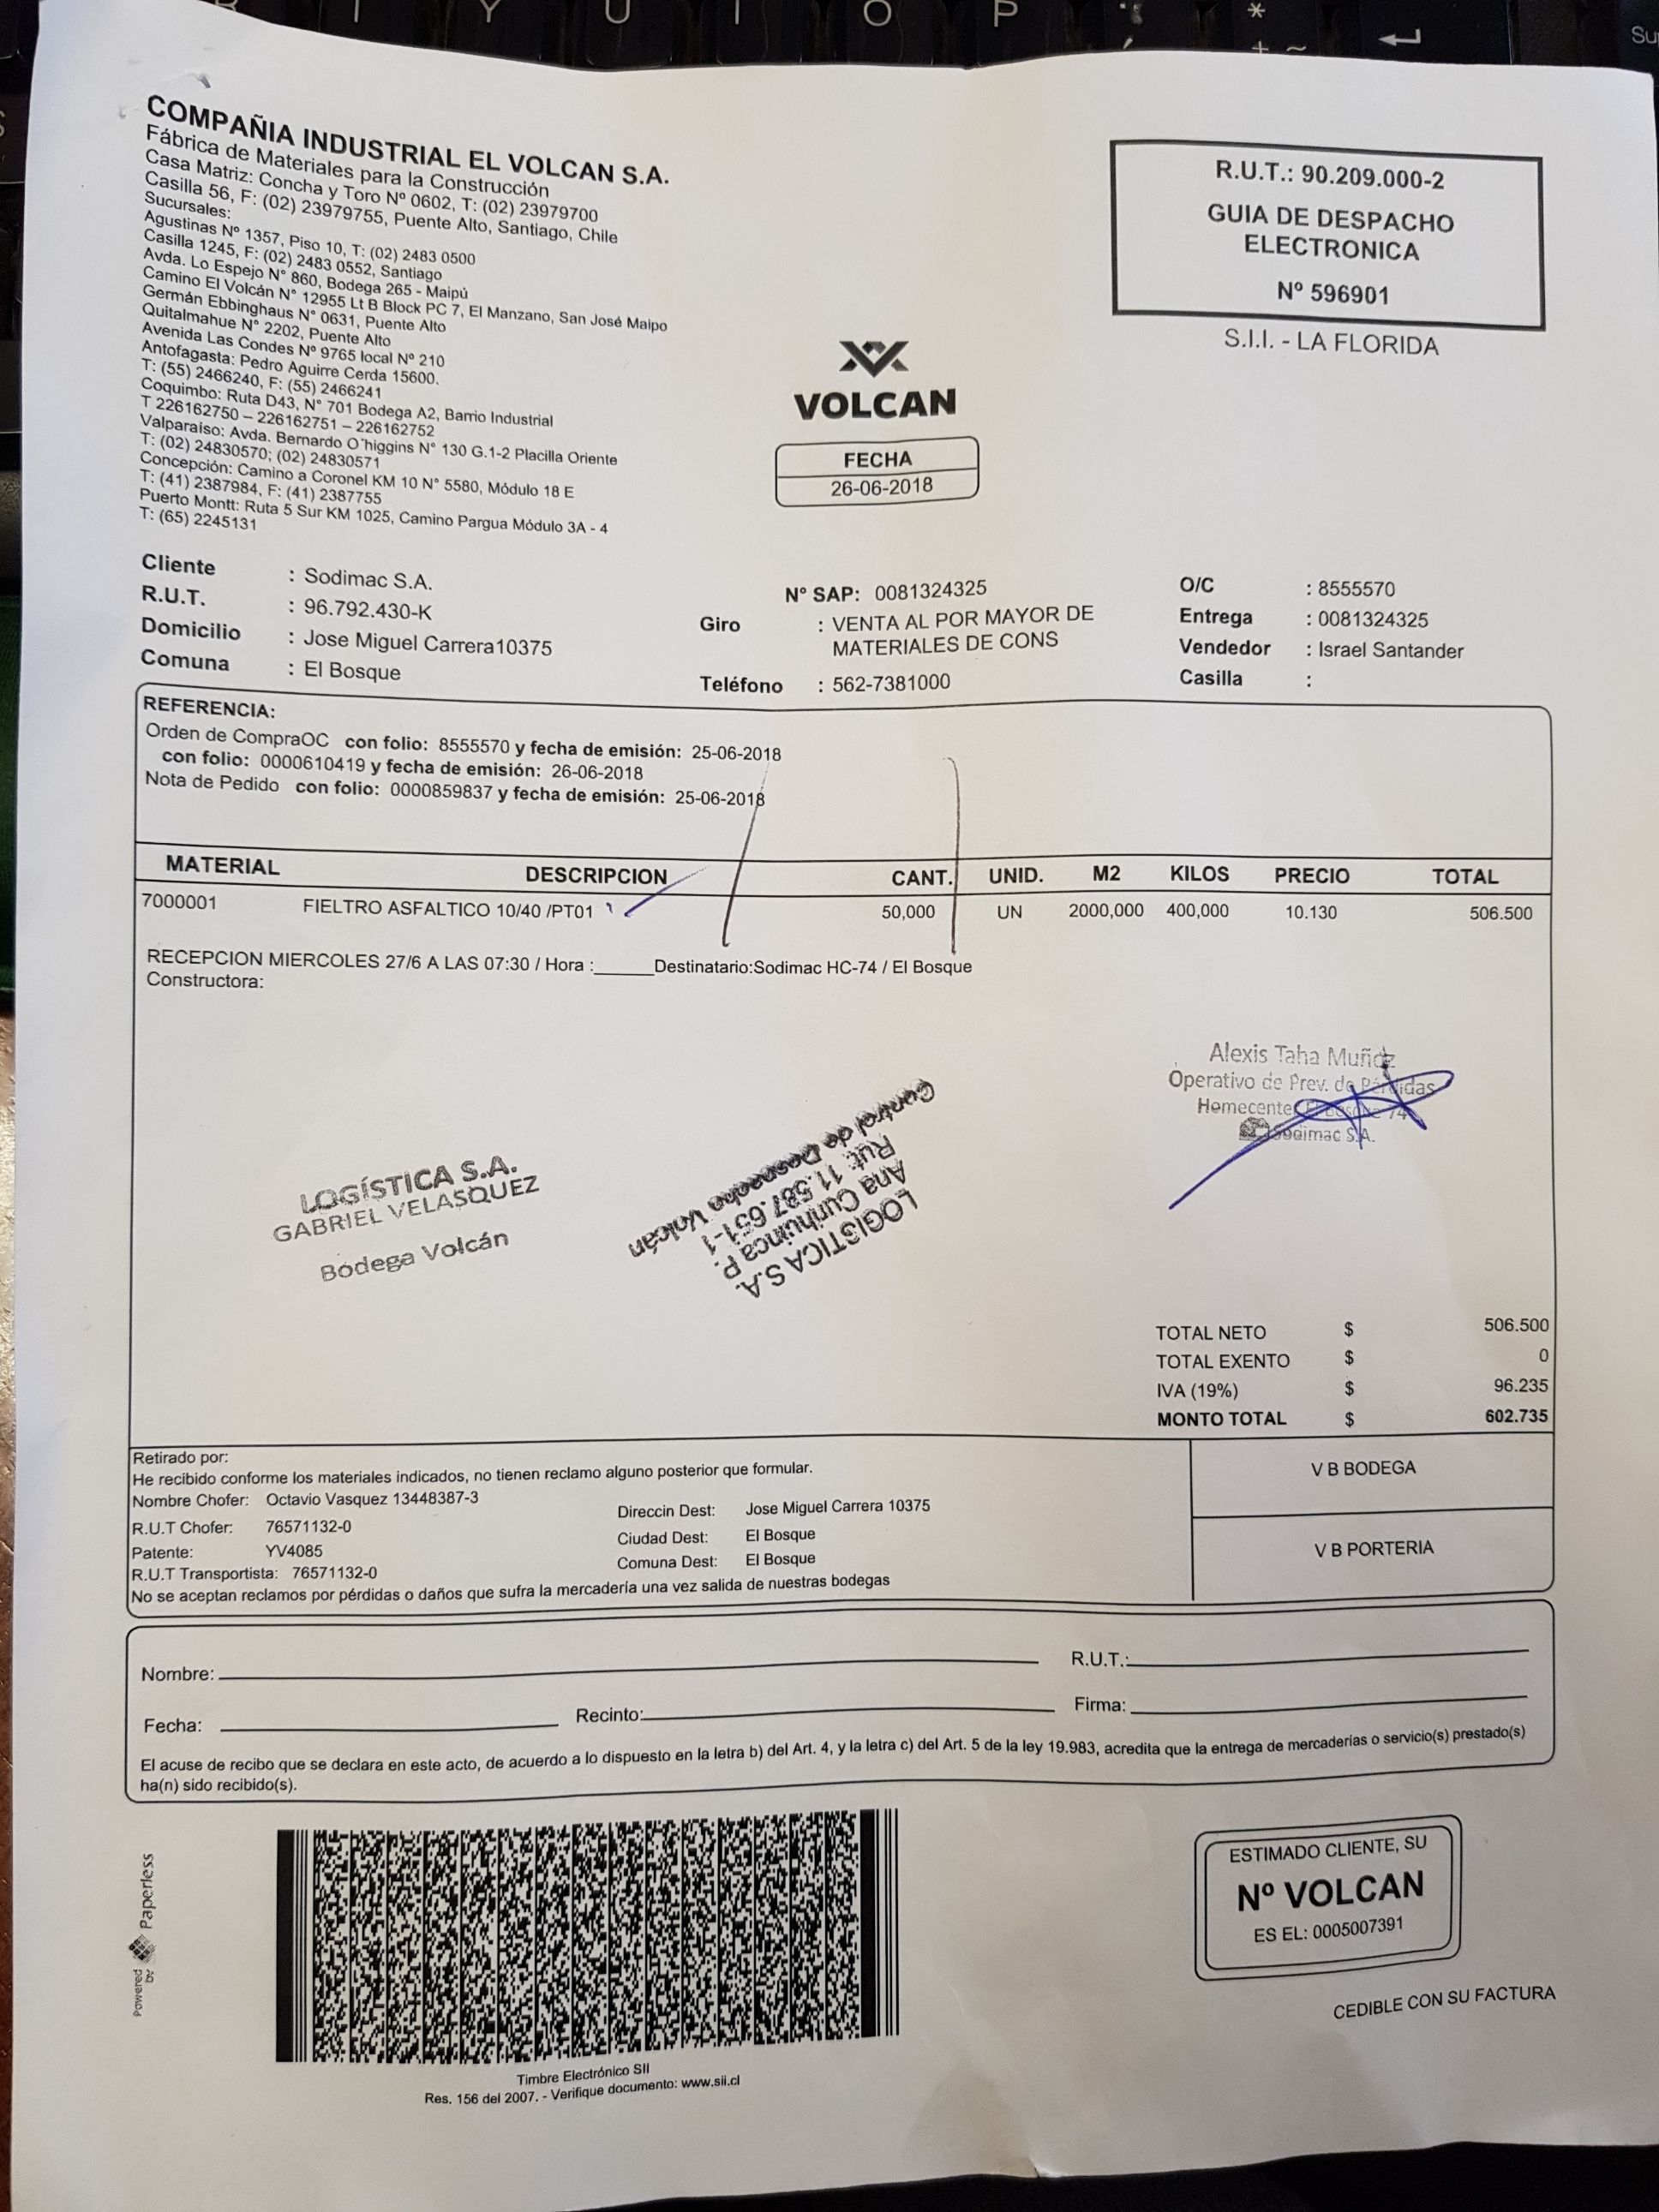 COMPAÑIA INDUSTRIAL EL VOLCAN S.A.
Fábrica de Materiales para la Construcción
Casa Matriz: Concha y Toro Nº 0602, T: (02) 23979700
Casilla 56, F: (02) 23979755, Puente Alto, Santiago, Chile
Sucursales:
Agustinas N° 1357, Piso 10, T: (02) 2483 0500
Casilla 1245, F: (02) 2483 0552, Santiago
Avda. Lo Espejo N° 860, Bodega 265 - Maipú
Camino El Volcán N° 12955 Lt B Block PC 7, El Manzano, San José Maipo
Germán Ebbinghaus N° 0631, Puente Alto
Quitalmahue N° 2202, Puente Alto
Avenida Las Condes Nº 9765 local Nº 210
Antofagasta: Pedro Aguirre Cerda 15600.
T: (55) 2466240, F: (55) 2466241
Coquimbo: Ruta D43, N° 701 Bodega A2, Barrio Industrial
T 226162750 – 226162751 – 226162752
Valparaíso: Avda. Bernardo O´higgins N° 130 G.1-2 Placilla Oriente
T: (02) 24830570; (02) 24830571
Concepción: Camino a Coronel KM 10 N° 5580, Módulo 18 E
T: (41) 2387984, F: (41) 2387755
Puerto Montt: Ruta 5 Sur KM 1025, Camino Pargua Módulo 3A - 4
T: (65) 2245131
R.U.T.: 90.209.000-2
GUIA DE DESPACHO
ELECTRONICA
Nº 596901
S.I.I. - LA FLORIDA
VOLCAN
FECHA
26-06-2018
Cliente : Sodimac S.A.
R.U.T. : 96.792.430-K
Domicilio : Jose Miguel Carrera10375
Comuna : El Bosque
N° SAP: 0081324325
Giro : VENTA AL POR MAYOR DE
MATERIALES DE CONS
Teléfono : 562-7381000
O/C : 8555570
Entrega : 0081324325
Vendedor : Israel Santander
Casilla :
REFERENCIA:
Orden de CompraOC con folio: 8555570 y fecha de emisión: 25-06-2018
con folio: 0000610419 y fecha de emisión: 26-06-2018
Nota de Pedido con folio: 0000859837 y fecha de emisión: 25-06-2018
MATERIAL DESCRIPCION CANT. UNID. M2 KILOS PRECIO TOTAL
7000001 FIELTRO ASFALTICO 10/40 /PT01 50,000 UN 2000,000 400,000 10.130 506.500
RECEPCION MIERCOLES 27/6 A LAS 07:30 / Hora :______Destinatario:Sodimac HC-74 / El Bosque
Constructora:
Alexis Taha Muñoz
Operativo de Prev. de Pérdidas
Homecenter El Bosque 74
Sodimac S.A.
LOGÍSTICA S.A.
GABRIEL VELASQUEZ
Bodega Volcán
LOGISTICA S.A.
Ana Curihuinca P.
Rut: 11.587.651-1
Control de Despacho Volcán
TOTAL NETO $ 506.500
TOTAL EXENTO $ 0
IVA (19%) $ 96.235
MONTO TOTAL $ 602.735
Retirado por:
He recibido conforme los materiales indicados, no tienen reclamo alguno posterior que formular.
Nombre Chofer: Octavio Vasquez 13448387-3
R.U.T Chofer: 76571132-0
Patente: YV4085
R.U.T Transportista: 76571132-0
Direccin Dest: Jose Miguel Carrera 10375
Ciudad Dest: El Bosque
Comuna Dest: El Bosque
No se aceptan reclamos por pérdidas o daños que sufra la mercadería una vez salida de nuestras bodegas
V B BODEGA
V B PORTERIA
Nombre: R.U.T.:
Fecha: Recinto: Firma:
El acuse de recibo que se declara en este acto, de acuerdo a lo dispuesto en la letra b) del Art. 4, y la letra c) del Art. 5 de la ley 19.983, acredita que la entrega de mercaderías o servicio(s) prestado(s)
ha(n) sido recibido(s).
Powered by Paperless
Timbre Electrónico SII
Res. 156 del 2007. - Verifique documento: www.sii.cl
ESTIMADO CLIENTE, SU
Nº VOLCAN
ES EL: 0005007391
CEDIBLE CON SU FACTURA